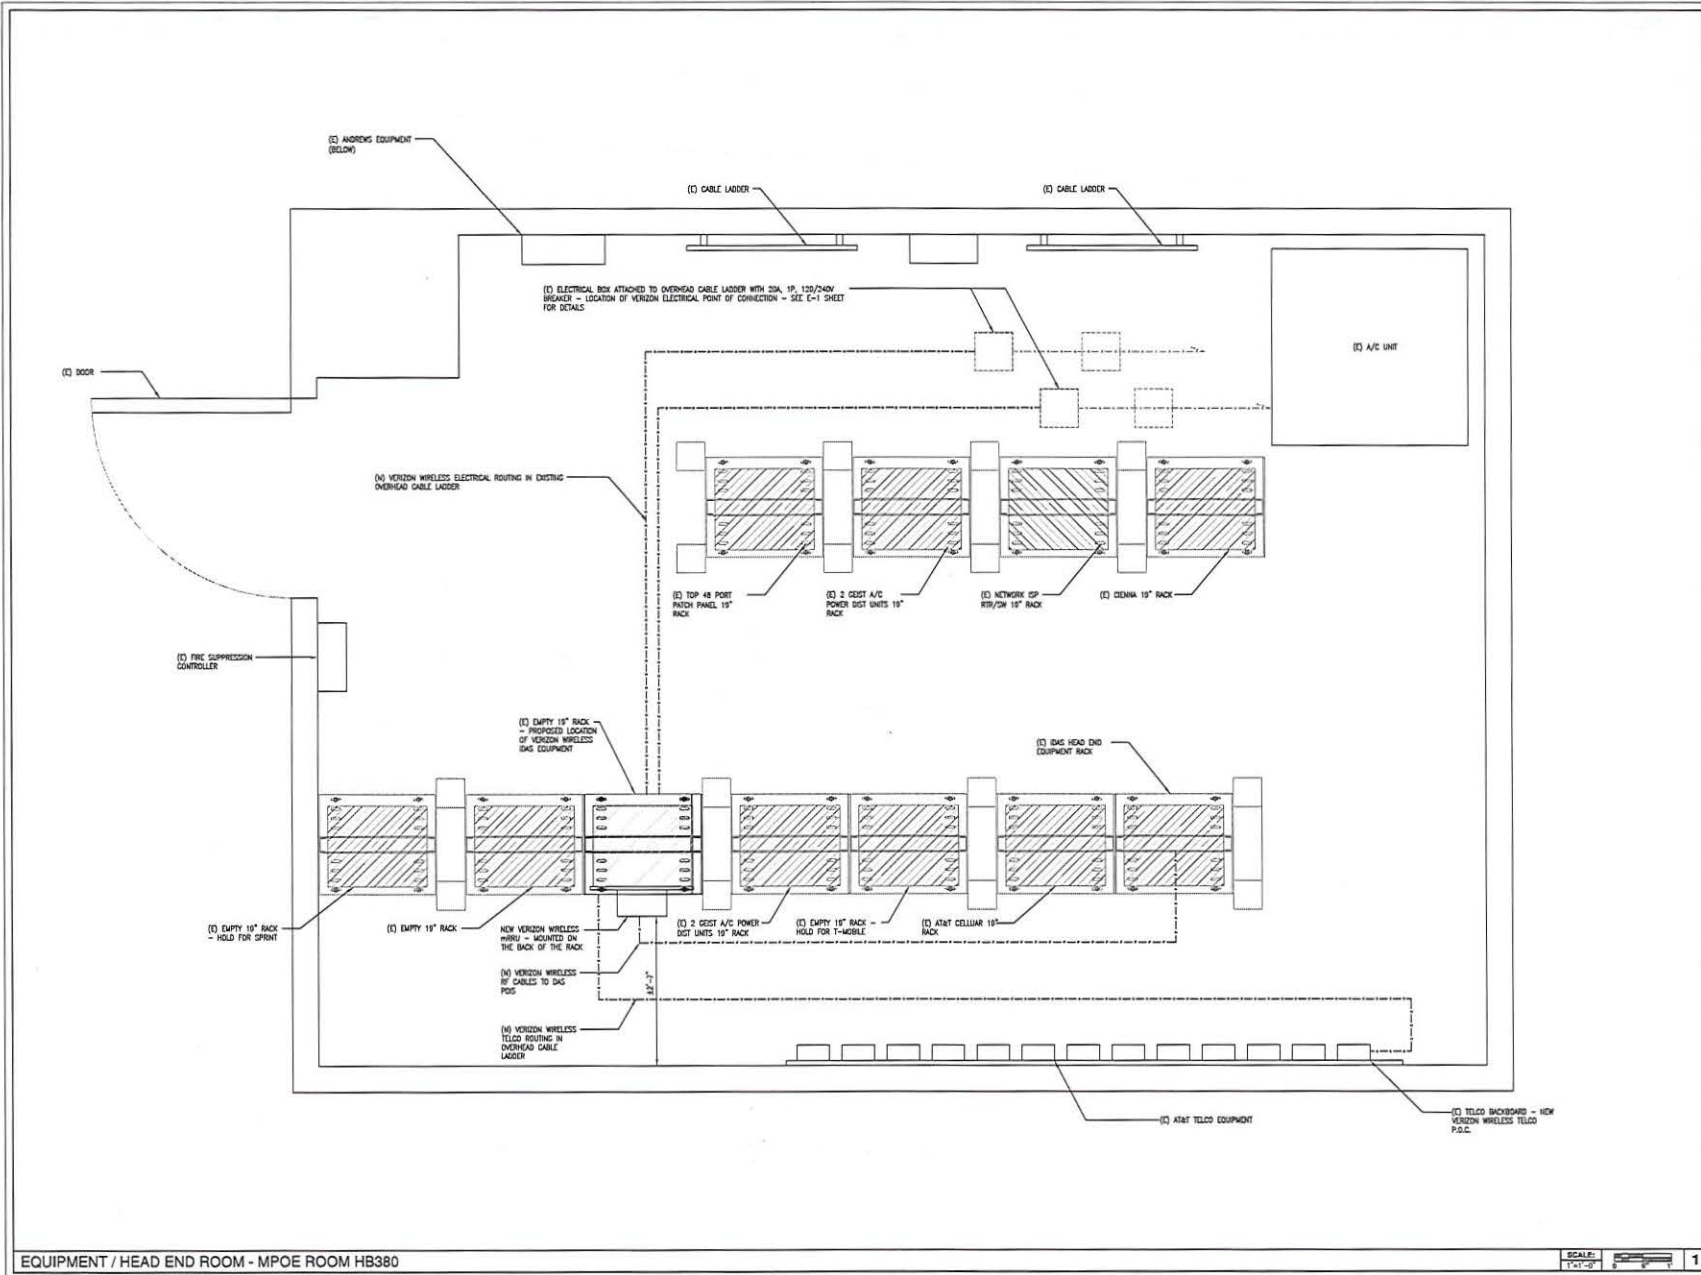 (E) ANDREWS EQUIPMENT
(BELOW)
(E) CABLE LADDER
(E) CABLE LADDER
(E) ELECTRICAL BOX ATTACHED TO OVERHEAD CABLE LADDER WITH 20A, 1P, 120/240V
BREAKER – LOCATION OF VERIZON ELECTRICAL POINT OF CONNECTION – SEE E-1 SHEET
FOR DETAILS
(E) A/C UNIT
(E) DOOR
(N) VERIZON WIRELESS ELECTRICAL ROUTING IN EXISTING
OVERHEAD CABLE LADDER
(E) TOP 48 PORT
PATCH PANEL 19"
RACK
(E) 2 GEIST A/C
POWER DIST UNITS 19"
RACK
(E) NETWORK ISP
RTR/SW 19" RACK
(E) CIENNA 19" RACK
(E) FIRE SUPPRESSION
CONTROLLER
(E) EMPTY 19" RACK
– PROPOSED LOCATION
OF VERIZON WIRELESS
IDAS EQUIPMENT
(E) IDAS HEAD END
EQUIPMENT RACK
(E) EMPTY 19" RACK
– HOLD FOR SPRINT
(E) EMPTY 19" RACK
NEW VERIZON WIRELESS
mRRU – MOUNTED ON
THE BACK OF THE RACK
(E) 2 GEIST A/C POWER
DIST UNITS 19" RACK
(E) EMPTY 19" RACK –
HOLD FOR T-MOBILE
(E) AT&T CELLUAR 19"
RACK
(N) VERIZON WIRELESS
RF CABLES TO DAS
POIS
±2'-7"
(N) VERIZON WIRELESS
TELCO ROUTING IN
OVERHEAD CABLE
LADDER
(E) AT&T TELCO EQUIPMENT
(E) TELCO BACKBOARD – NEW
VERIZON WIRELESS TELCO
P.O.C.
EQUIPMENT / HEAD END ROOM - MPOE ROOM HB380
SCALE:
1"=1'-0"
0 6" 1'
1